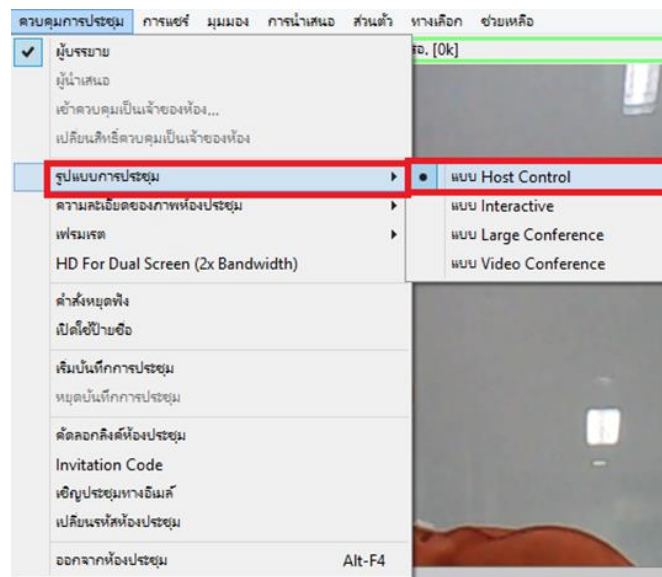 ควบคุมการประชุม การแชร์ มุมมอง การนำเสนอ ส่วนตัว ทางเลือก ช่วยเหลือ
ผู้บรรยาย
รอ. [0k]
ผู้นำเสนอ
เข้าควบคุมเป็นเจ้าของห้อง...
เปลี่ยนสิทธิ์ควบคุมเป็นเจ้าของห้อง
รูปแบบการประชุม
แบบ Host Control
ความละเอียดของภาพห้องประชุม
แบบ Interactive
เฟรมเรต
แบบ Large Conference
HD For Dual Screen (2x Bandwidth)
แบบ Video Conference
คำสั่งหยุดฟัง
เปิดใช้ป้ายชื่อ
เริ่มบันทึกการประชุม
หยุดบันทึกการประชุม
คัดลอกลิงค์ห้องประชุม
Invitation Code
เชิญประชุมทางอีเมล์
เปลี่ยนรหัสห้องประชุม
ออกจากห้องประชุม Alt-F4